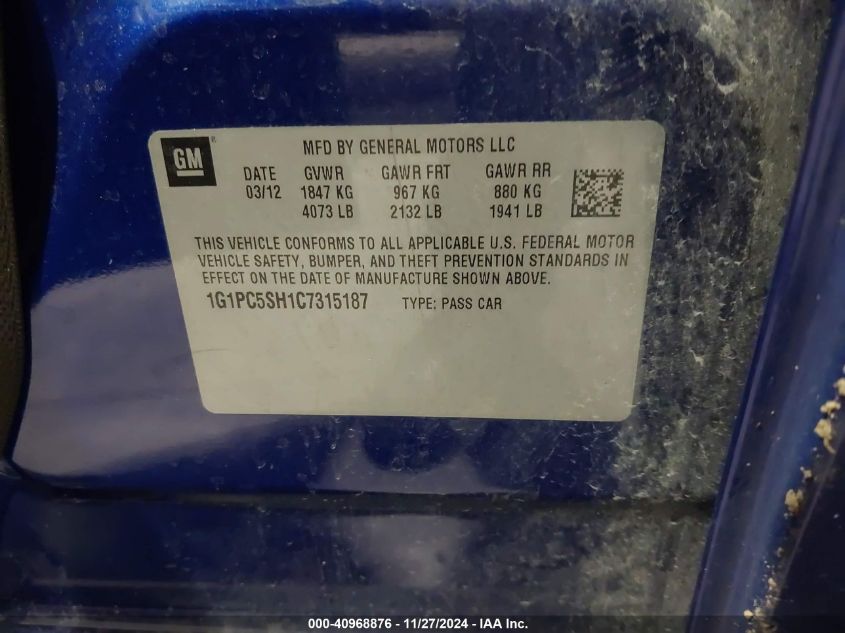 GM ®
MFD BY GENERAL MOTORS LLC
DATE GVWR GAWR FRT GAWR RR
03/12 1847 KG 967 KG 880 KG
4073 LB 2132 LB 1941 LB
THIS VEHICLE CONFORMS TO ALL APPLICABLE U.S. FEDERAL MOTOR
VEHICLE SAFETY, BUMPER, AND THEFT PREVENTION STANDARDS IN
EFFECT ON THE DATE OF MANUFACTURE SHOWN ABOVE.
1G1PC5SH1C7315187 TYPE: PASS CAR
000-40968876 - 11/27/2024 - IAA Inc.